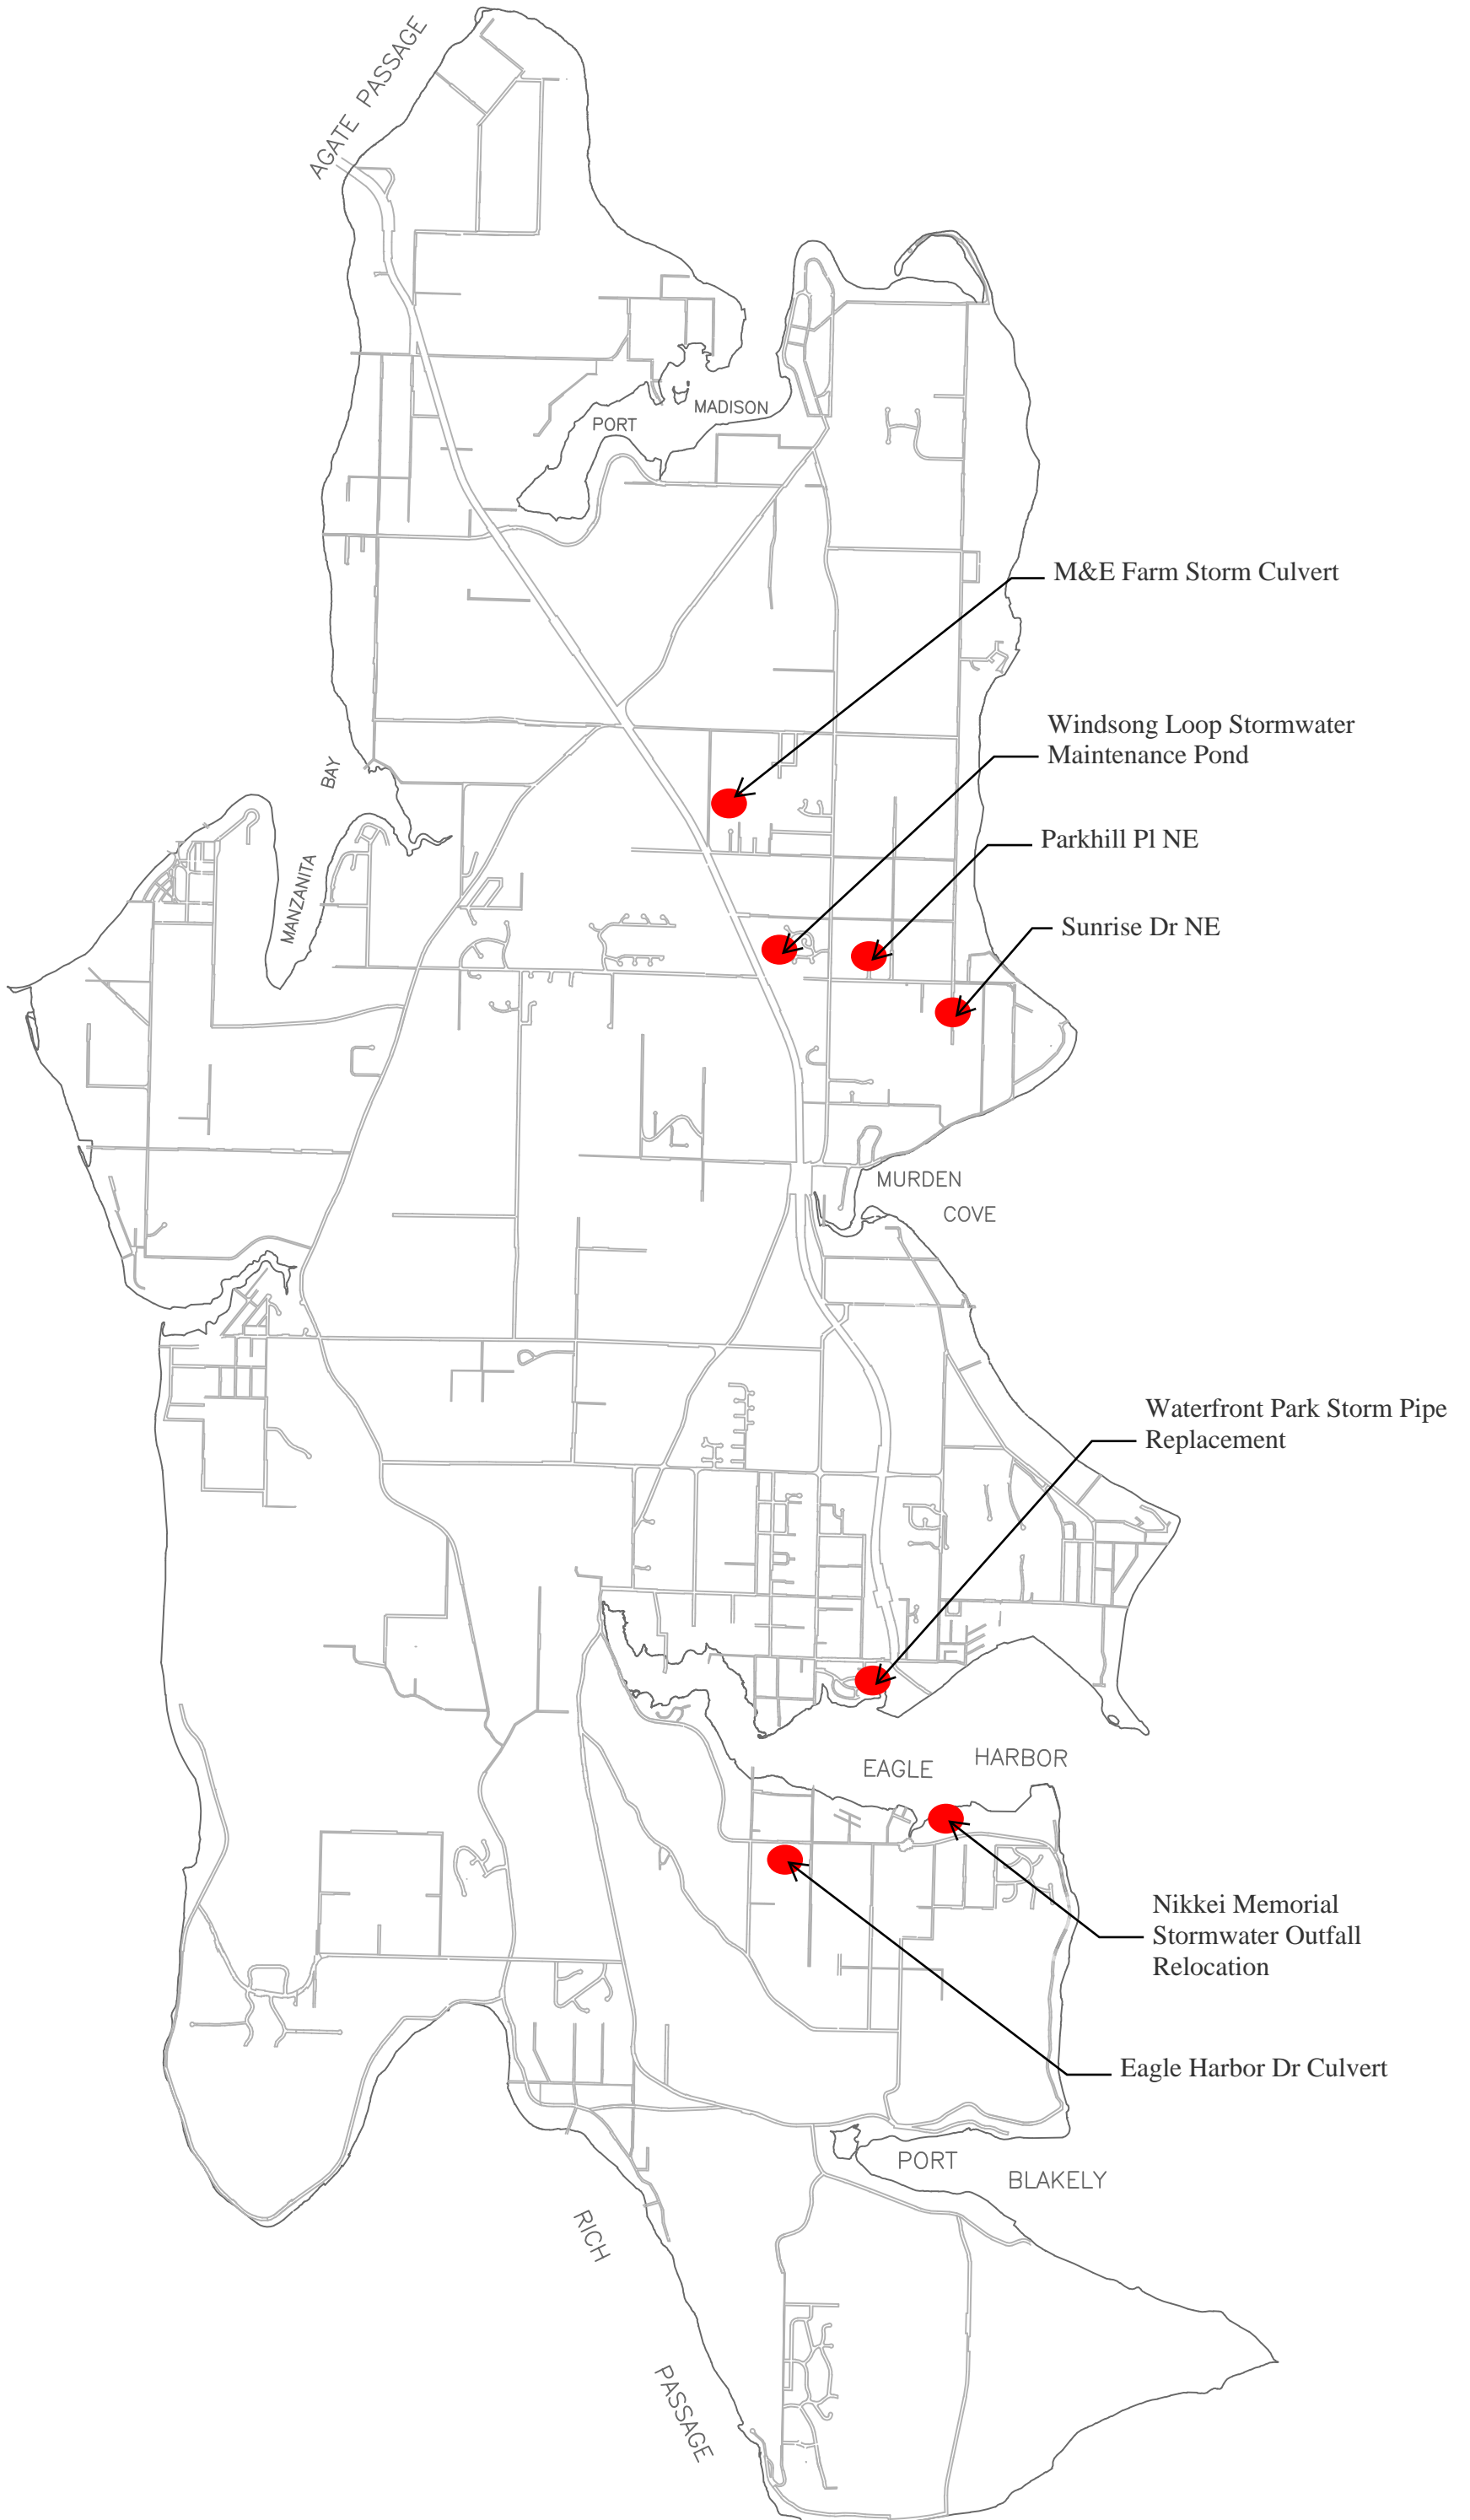 AGATE PASSAGE
MADISON
PORT
M&E Farm Storm Culvert
Windsong Loop Stormwater
Maintenance Pond
BAY
MANZANITA
Parkhill Pl NE
Sunrise Dr NE
MURDEN
COVE
Waterfront Park Storm Pipe
Replacement
EAGLE
HARBOR
Nikkei Memorial
Stormwater Outfall
Relocation
Eagle Harbor Dr Culvert
PORT
BLAKELY
RICH
PASSAGE